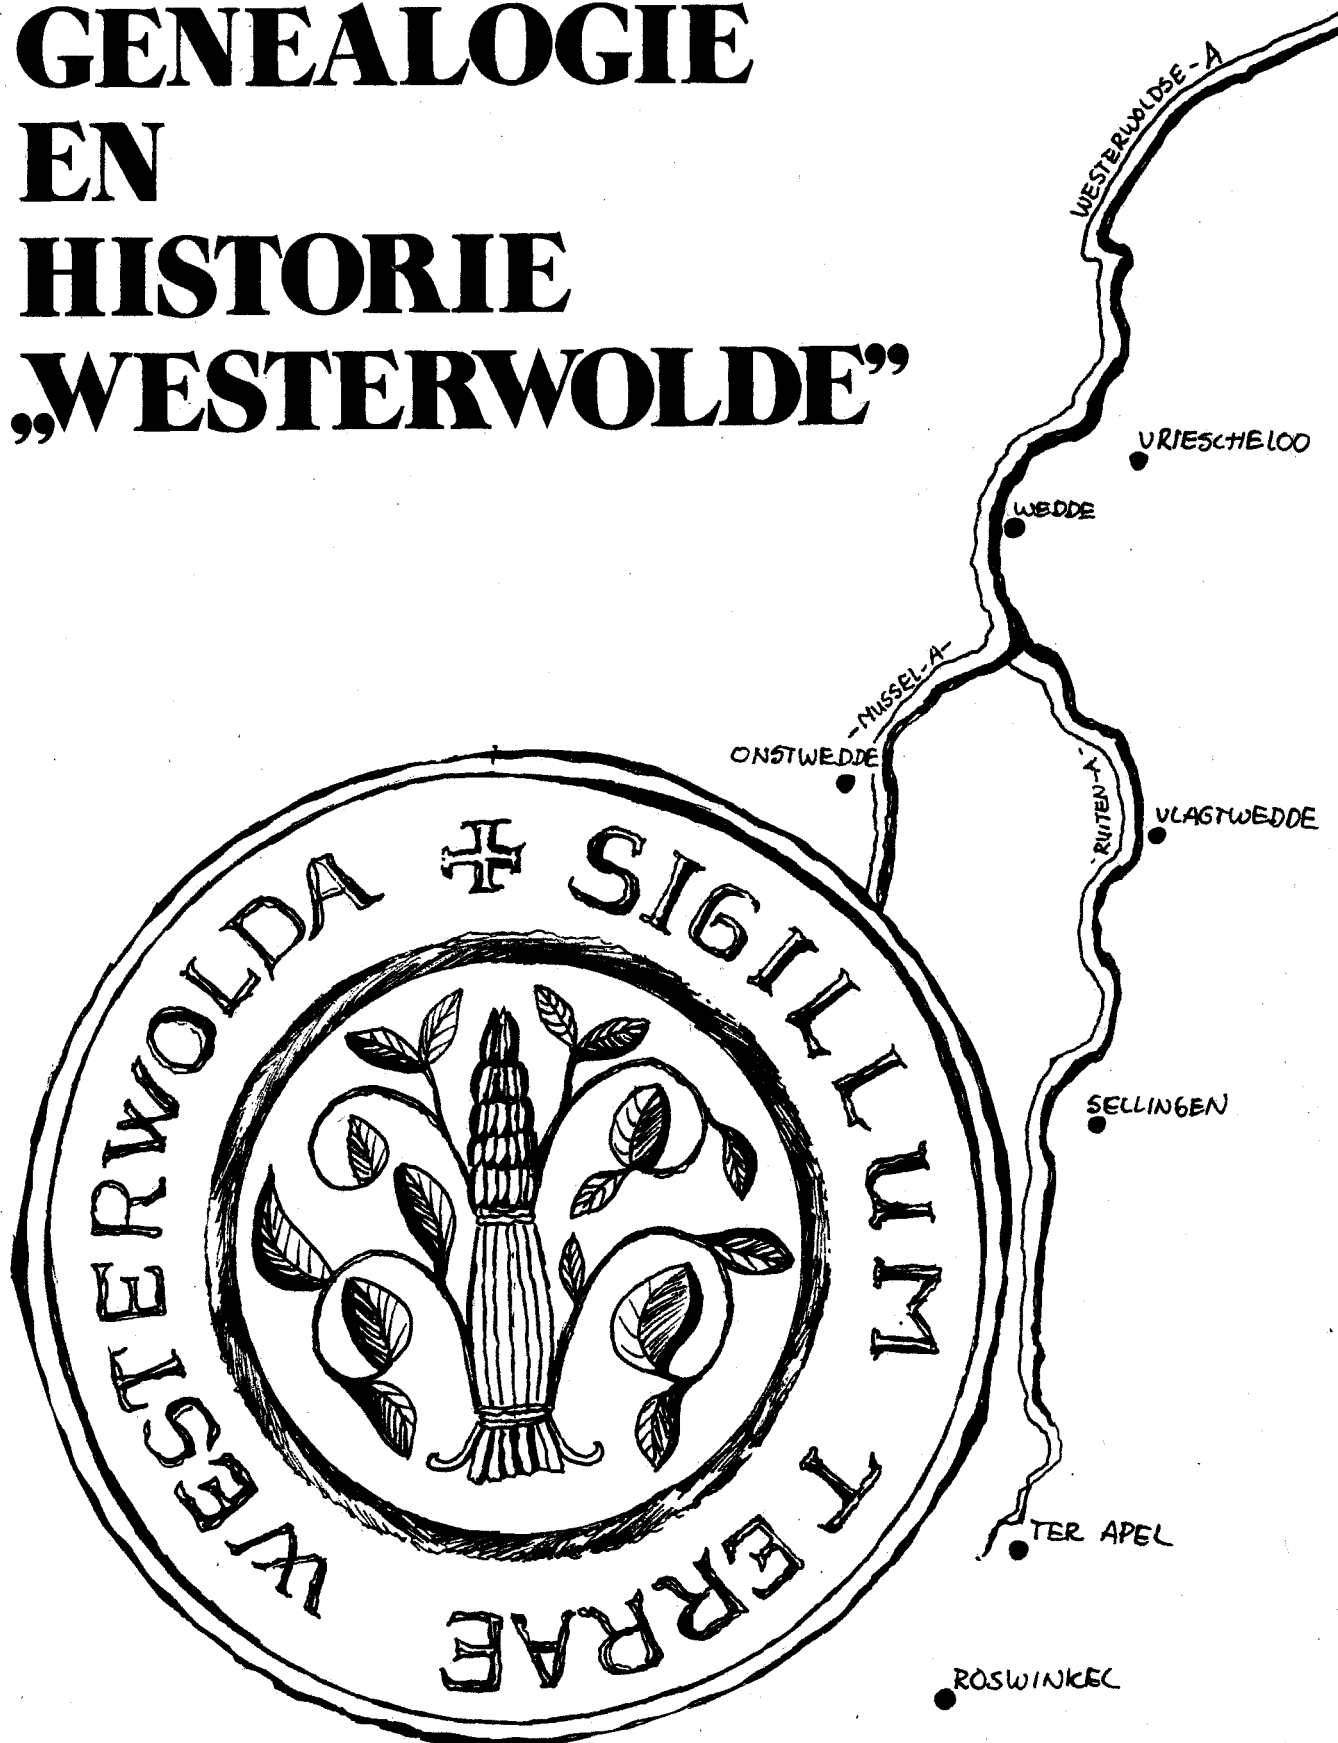 GENEALOGIE
EN
HISTORIE
„WESTERWOLDE”
WESTERWOLDSE-A
VRIESCHELOO
WEDDE
-MUSSEL-A-
ONSTWEDDE
-RUITEN-A-
VLAGTWEDDE
SELLINGEN
TER APEL
ROSWINKEL
✠ SIGILLUM TERRAE WESTERWOLDA